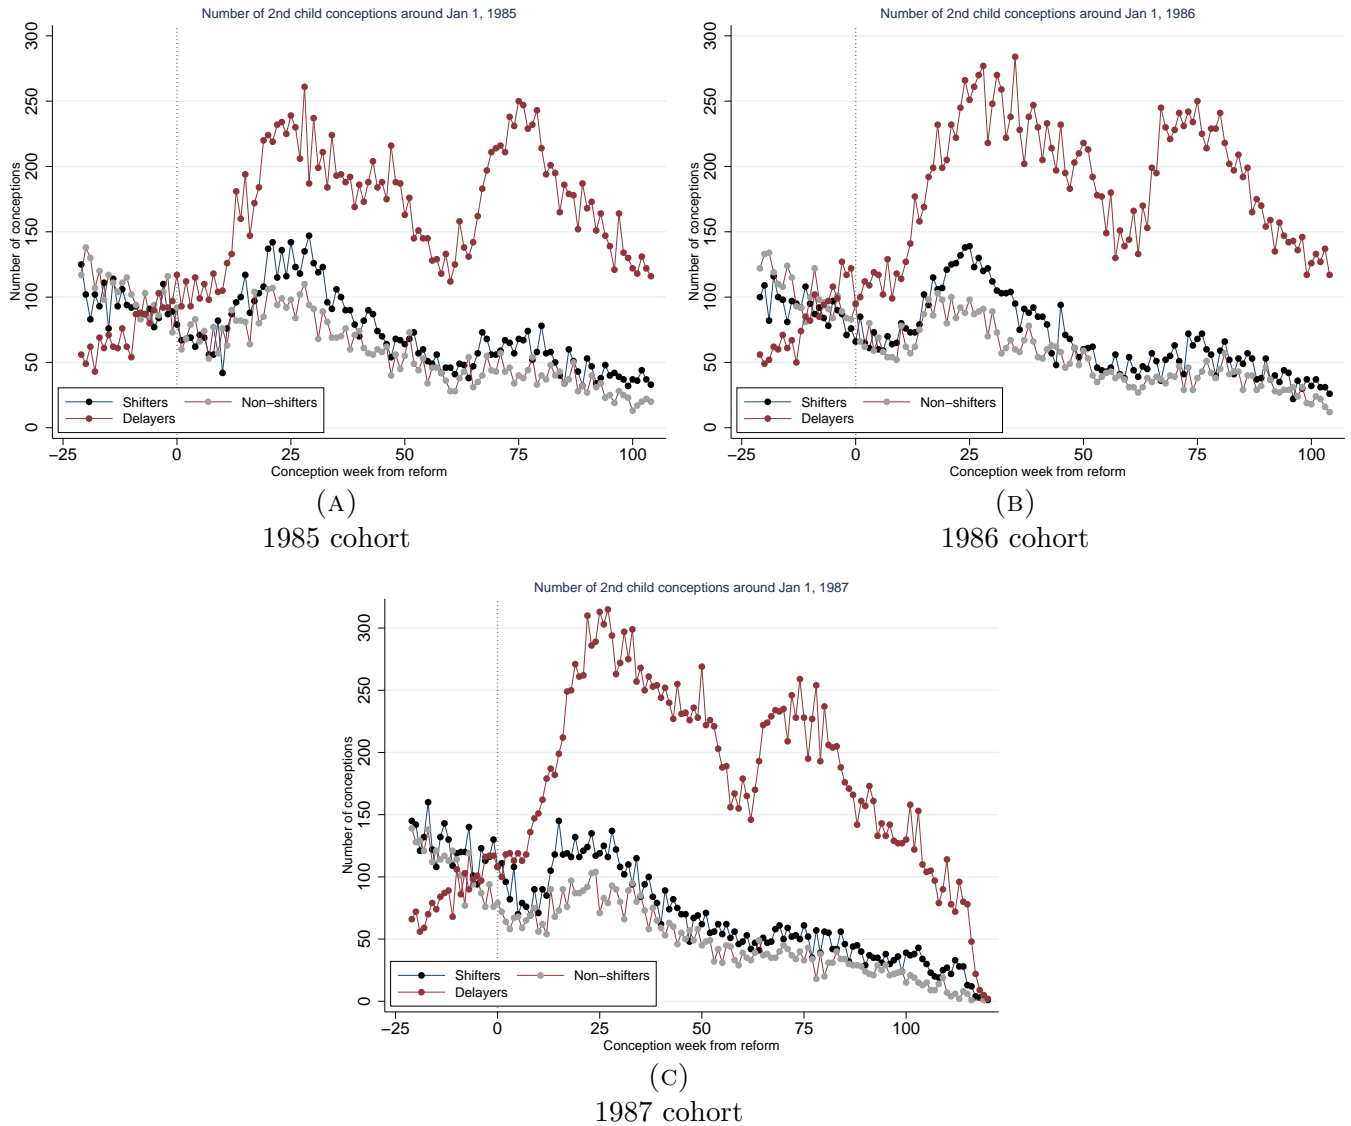 Number of 2nd child conceptions around Jan 1, 1985
Number of conceptions
300
250
200
150
100
50
0
Shifters
Non−shifters
Delayers
−25 0 25 50 75 100
Conception week from reform
(A)
1985 cohort
Number of 2nd child conceptions around Jan 1, 1986
Number of conceptions
300
250
200
150
100
50
0
Shifters
Non−shifters
Delayers
−25 0 25 50 75 100
Conception week from reform
(B)
1986 cohort
Number of 2nd child conceptions around Jan 1, 1987
Number of conceptions
300
250
200
150
100
50
0
Shifters
Non−shifters
Delayers
−25 0 25 50 75 100
Conception week from reform
(C)
1987 cohort